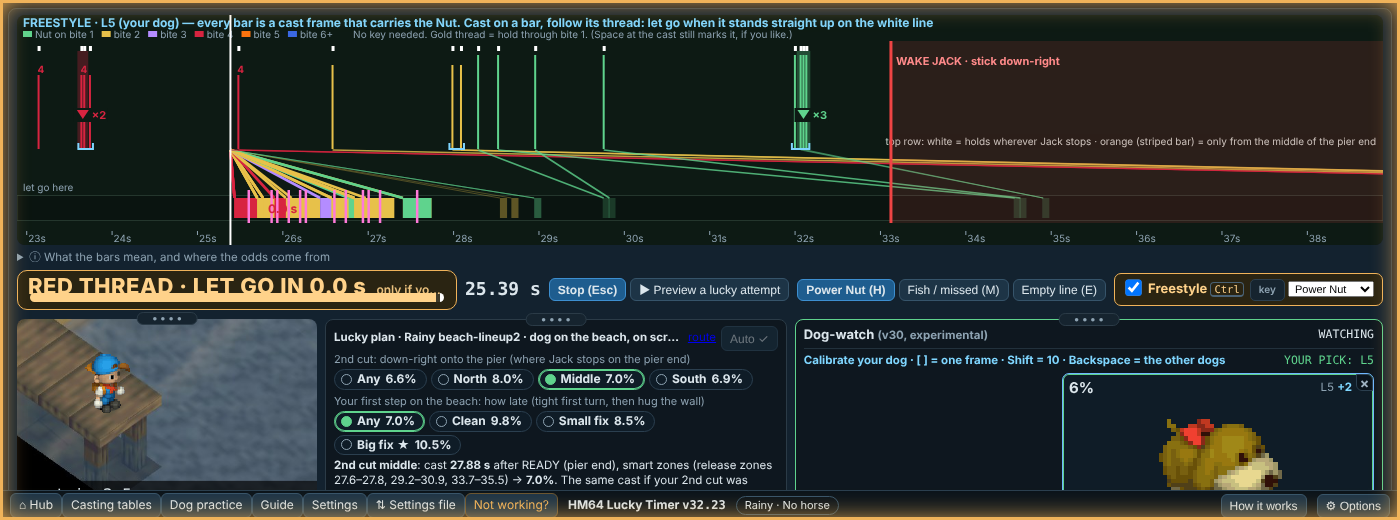 FREESTYLE · L5 (your dog) — every bar is a cast frame that carries the Nut. Cast on a bar, follow its thread: let go when it stands straight up on the white line
Nut on bite 1 bite 2 bite 3 bite 4 bite 5 bite 6+ No key needed. Gold thread = hold through bite 1. (Space at the cast still marks it, if you like.)
WAKE JACK · stick down-right
4 4 4
×2 ×3
top row: white = holds wherever Jack stops · orange (striped bar) = only from the middle of the pier end
let go here
23s 24s 25s 26s 27s 28s 29s 30s 31s 32s 33s 34s 35s 36s 37s 38s
▶ ⓘ What the bars mean, and where the odds come from
RED THREAD · LET GO IN 0.0 s only if yo…
25.39 s
Stop (Esc)
▶ Preview a lucky attempt
Power Nut (H)
Fish / missed (M)
Empty line (E)
Freestyle Ctrl key Power Nut
Lucky plan · Rainy beach-lineup2 · dog on the beach, on scr…
Auto ✓
2nd cut: down-right onto the pier (where Jack stops on the pier end)
Any 6.6% North 8.0% Middle 7.0% South 6.9%
Your first step on the beach: how late (tight first turn, then hug the wall)
Any 7.0% Clean 9.8% Small fix 8.5%
Big fix ★ 10.5%
2nd cut middle: cast 27.88 s after READY (pier end), smart zones (release zones
27.6–27.8, 29.2–30.9, 33.7–35.5) → 7.0%. The same cast if your 2nd cut was
Dog-watch (v30, experimental) WATCHING
Calibrate your dog · [ ] = one frame · Shift = 10 · Backspace = the other dogs YOUR PICK: L5
6% L5 +2 ×
⌂ Hub
Casting tables
Dog practice
Guide
Settings
⇅ Settings file
Not working?
HM64 Lucky Timer v32.23
Rainy · No horse
How it works
⚙ Options